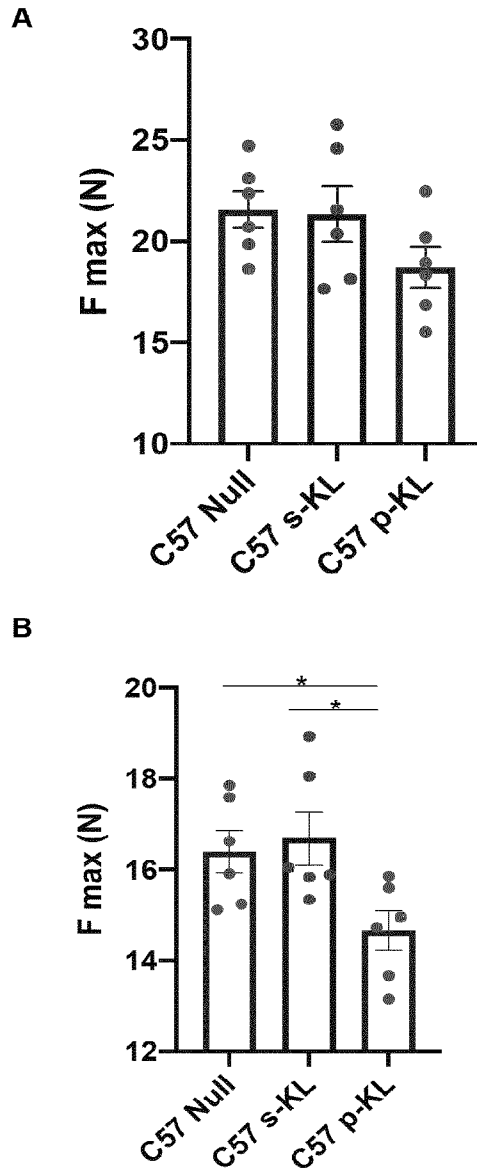 A
F max (N)
30
25
20
15
10
C57 Null
C57 s-KL
C57 p-KL
B
F max (N)
20
18
16
14
12
*
*
C57 Null
C57 s-KL
C57 p-KL